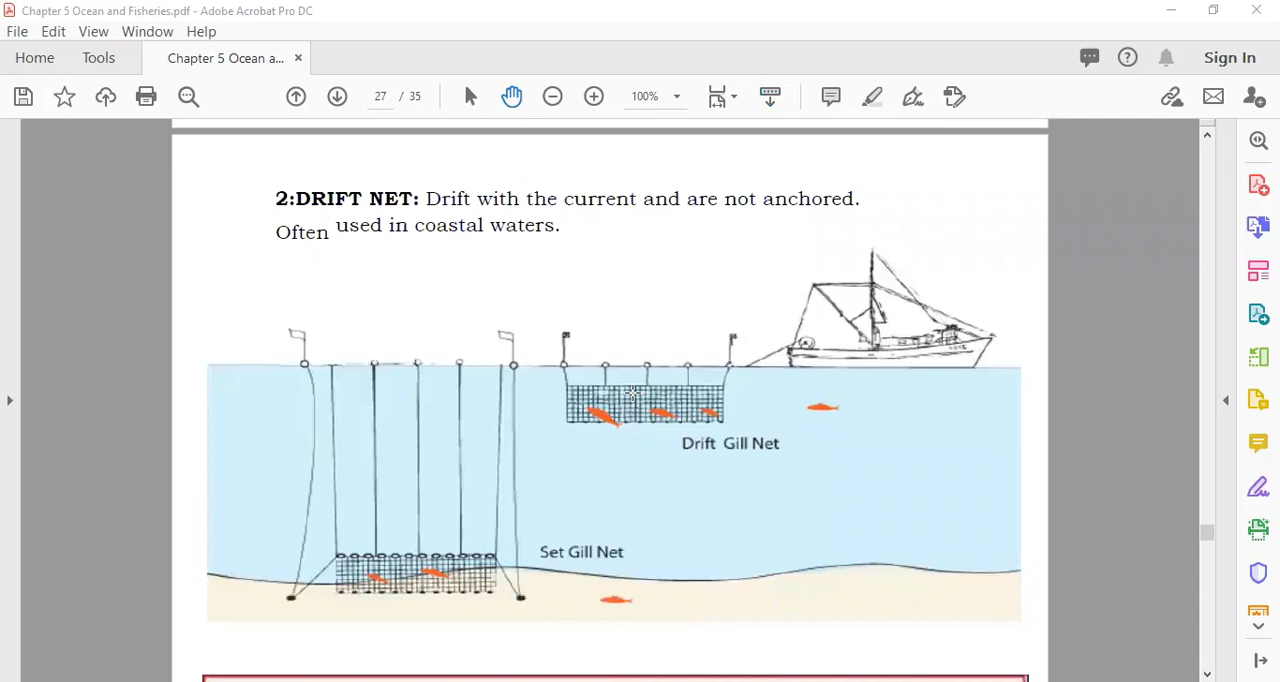 Chapter 5 Ocean and Fisheries.pdf - Adobe Acrobat Pro DC
File Edit View Window Help
Home Tools Chapter 5 Ocean a... × Sign In
27 / 35 100%
2:DRIFT NET: Drift with the current and are not anchored.
Often used in coastal waters.
Drift Gill Net
Set Gill Net